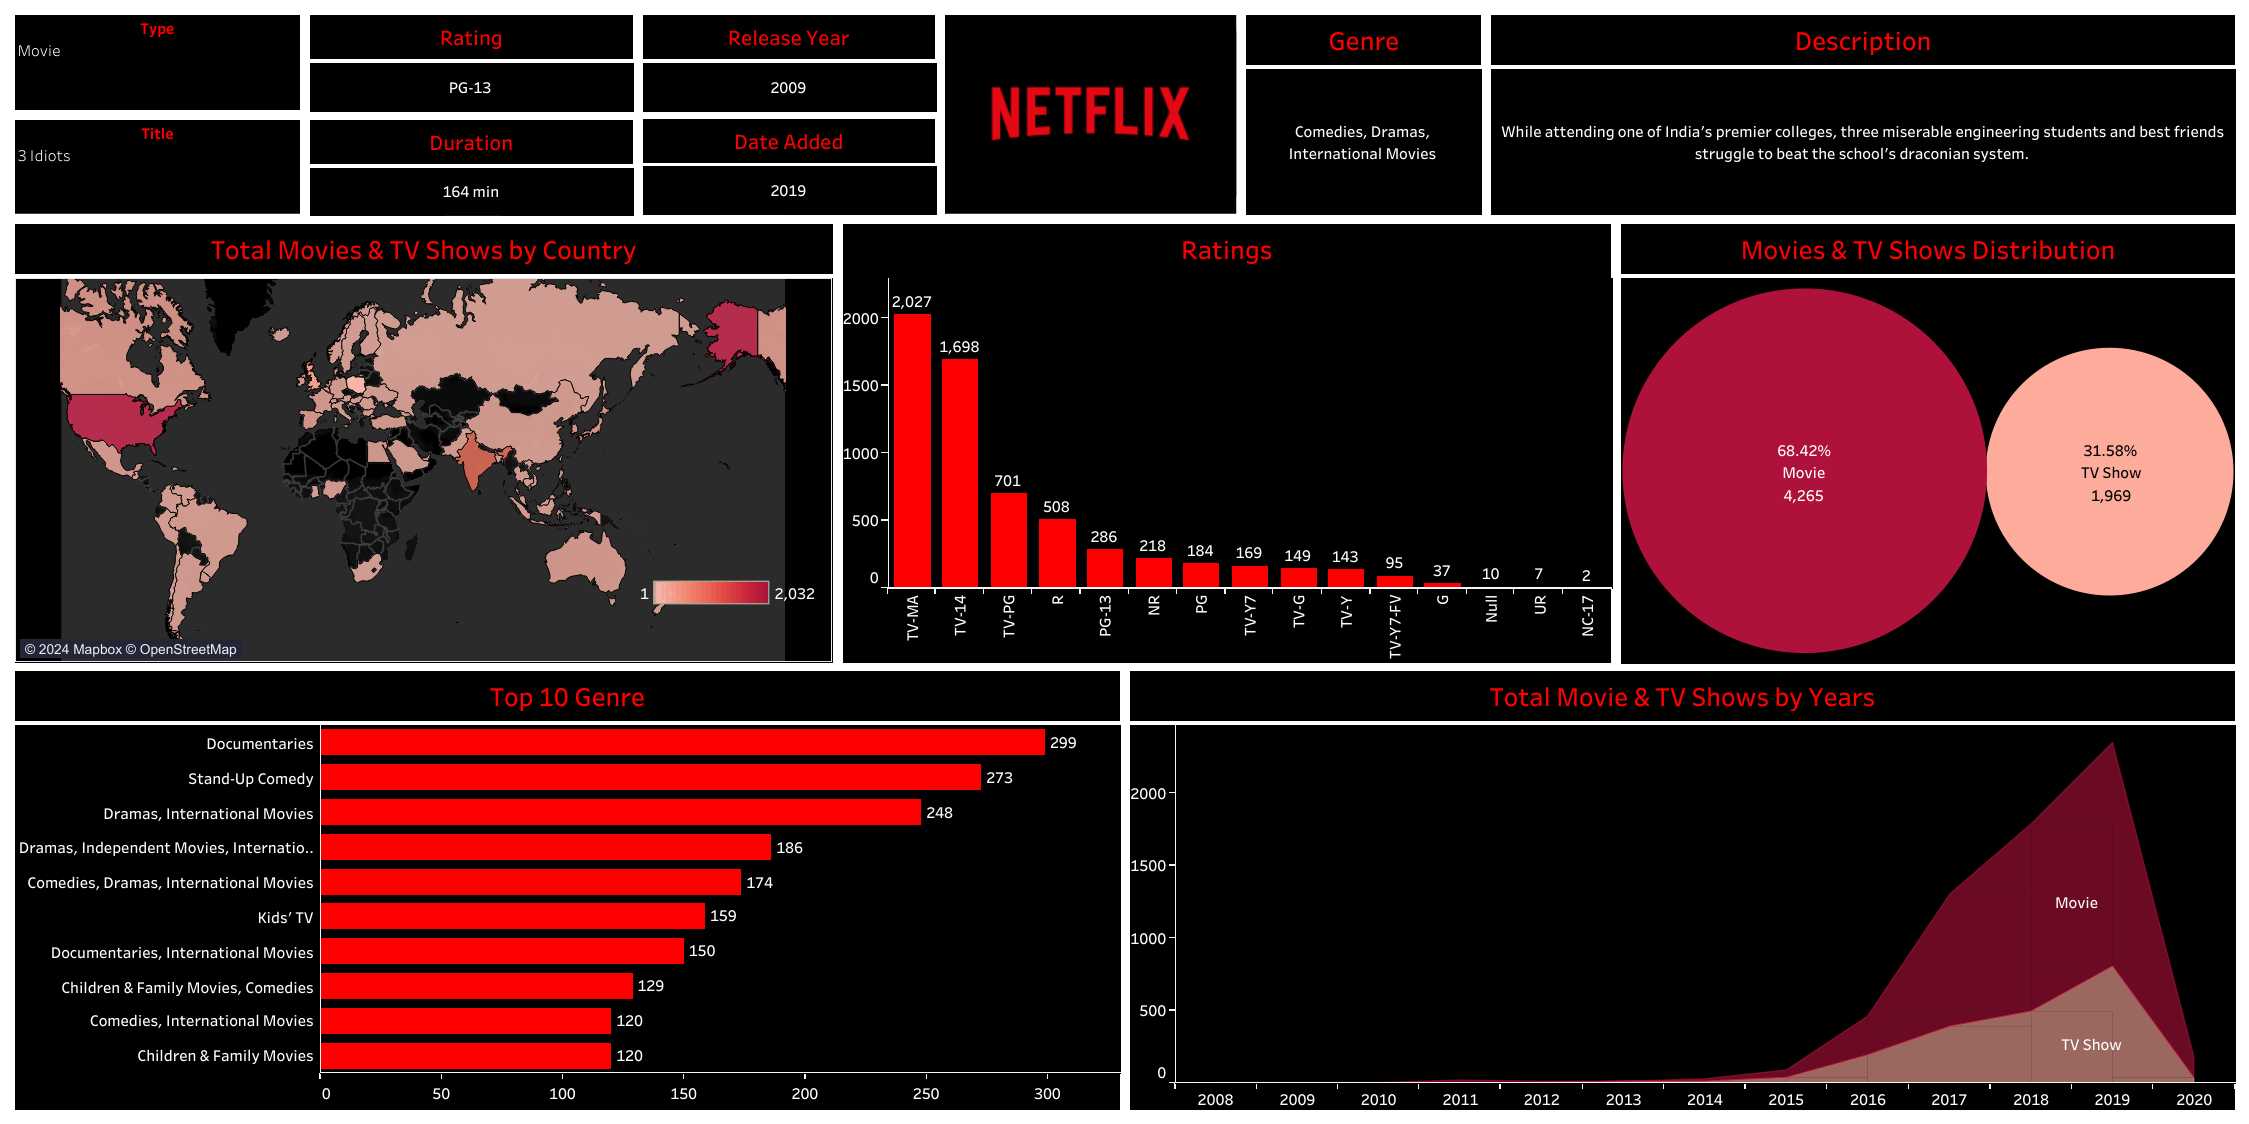 Type
Movie
Title
3 Idiots
Rating
PG-13
Duration
164 min
Release Year
2009
Date Added
2019
NETFLIX
Genre
Comedies, Dramas,
International Movies
Description
While attending one of India's premier colleges, three miserable engineering students and best friends
struggle to beat the school's draconian system.
Total Movies & TV Shows by Country
1
2,032
© 2024 Mapbox © OpenStreetMap
Ratings
2000
1500
1000
500
0
2,027
1,698
701
508
286
218
184
169
149
143
95
37
10
7
2
TV-MA
TV-14
TV-PG
R
PG-13
NR
PG
TV-Y7
TV-G
TV-Y
TV-Y7-FV
G
Null
UR
NC-17
Movies & TV Shows Distribution
68.42%
Movie
4,265
31.58%
TV Show
1,969
Top 10 Genre
Documentaries 299
Stand-Up Comedy 273
Dramas, International Movies 248
Dramas, Independent Movies, Internatio.. 186
Comedies, Dramas, International Movies 174
Kids' TV 159
Documentaries, International Movies 150
Children & Family Movies, Comedies 129
Comedies, International Movies 120
Children & Family Movies 120
0 50 100 150 200 250 300
Total Movie & TV Shows by Years
2000
1500
1000
500
0
Movie
TV Show
2008 2009 2010 2011 2012 2013 2014 2015 2016 2017 2018 2019 2020